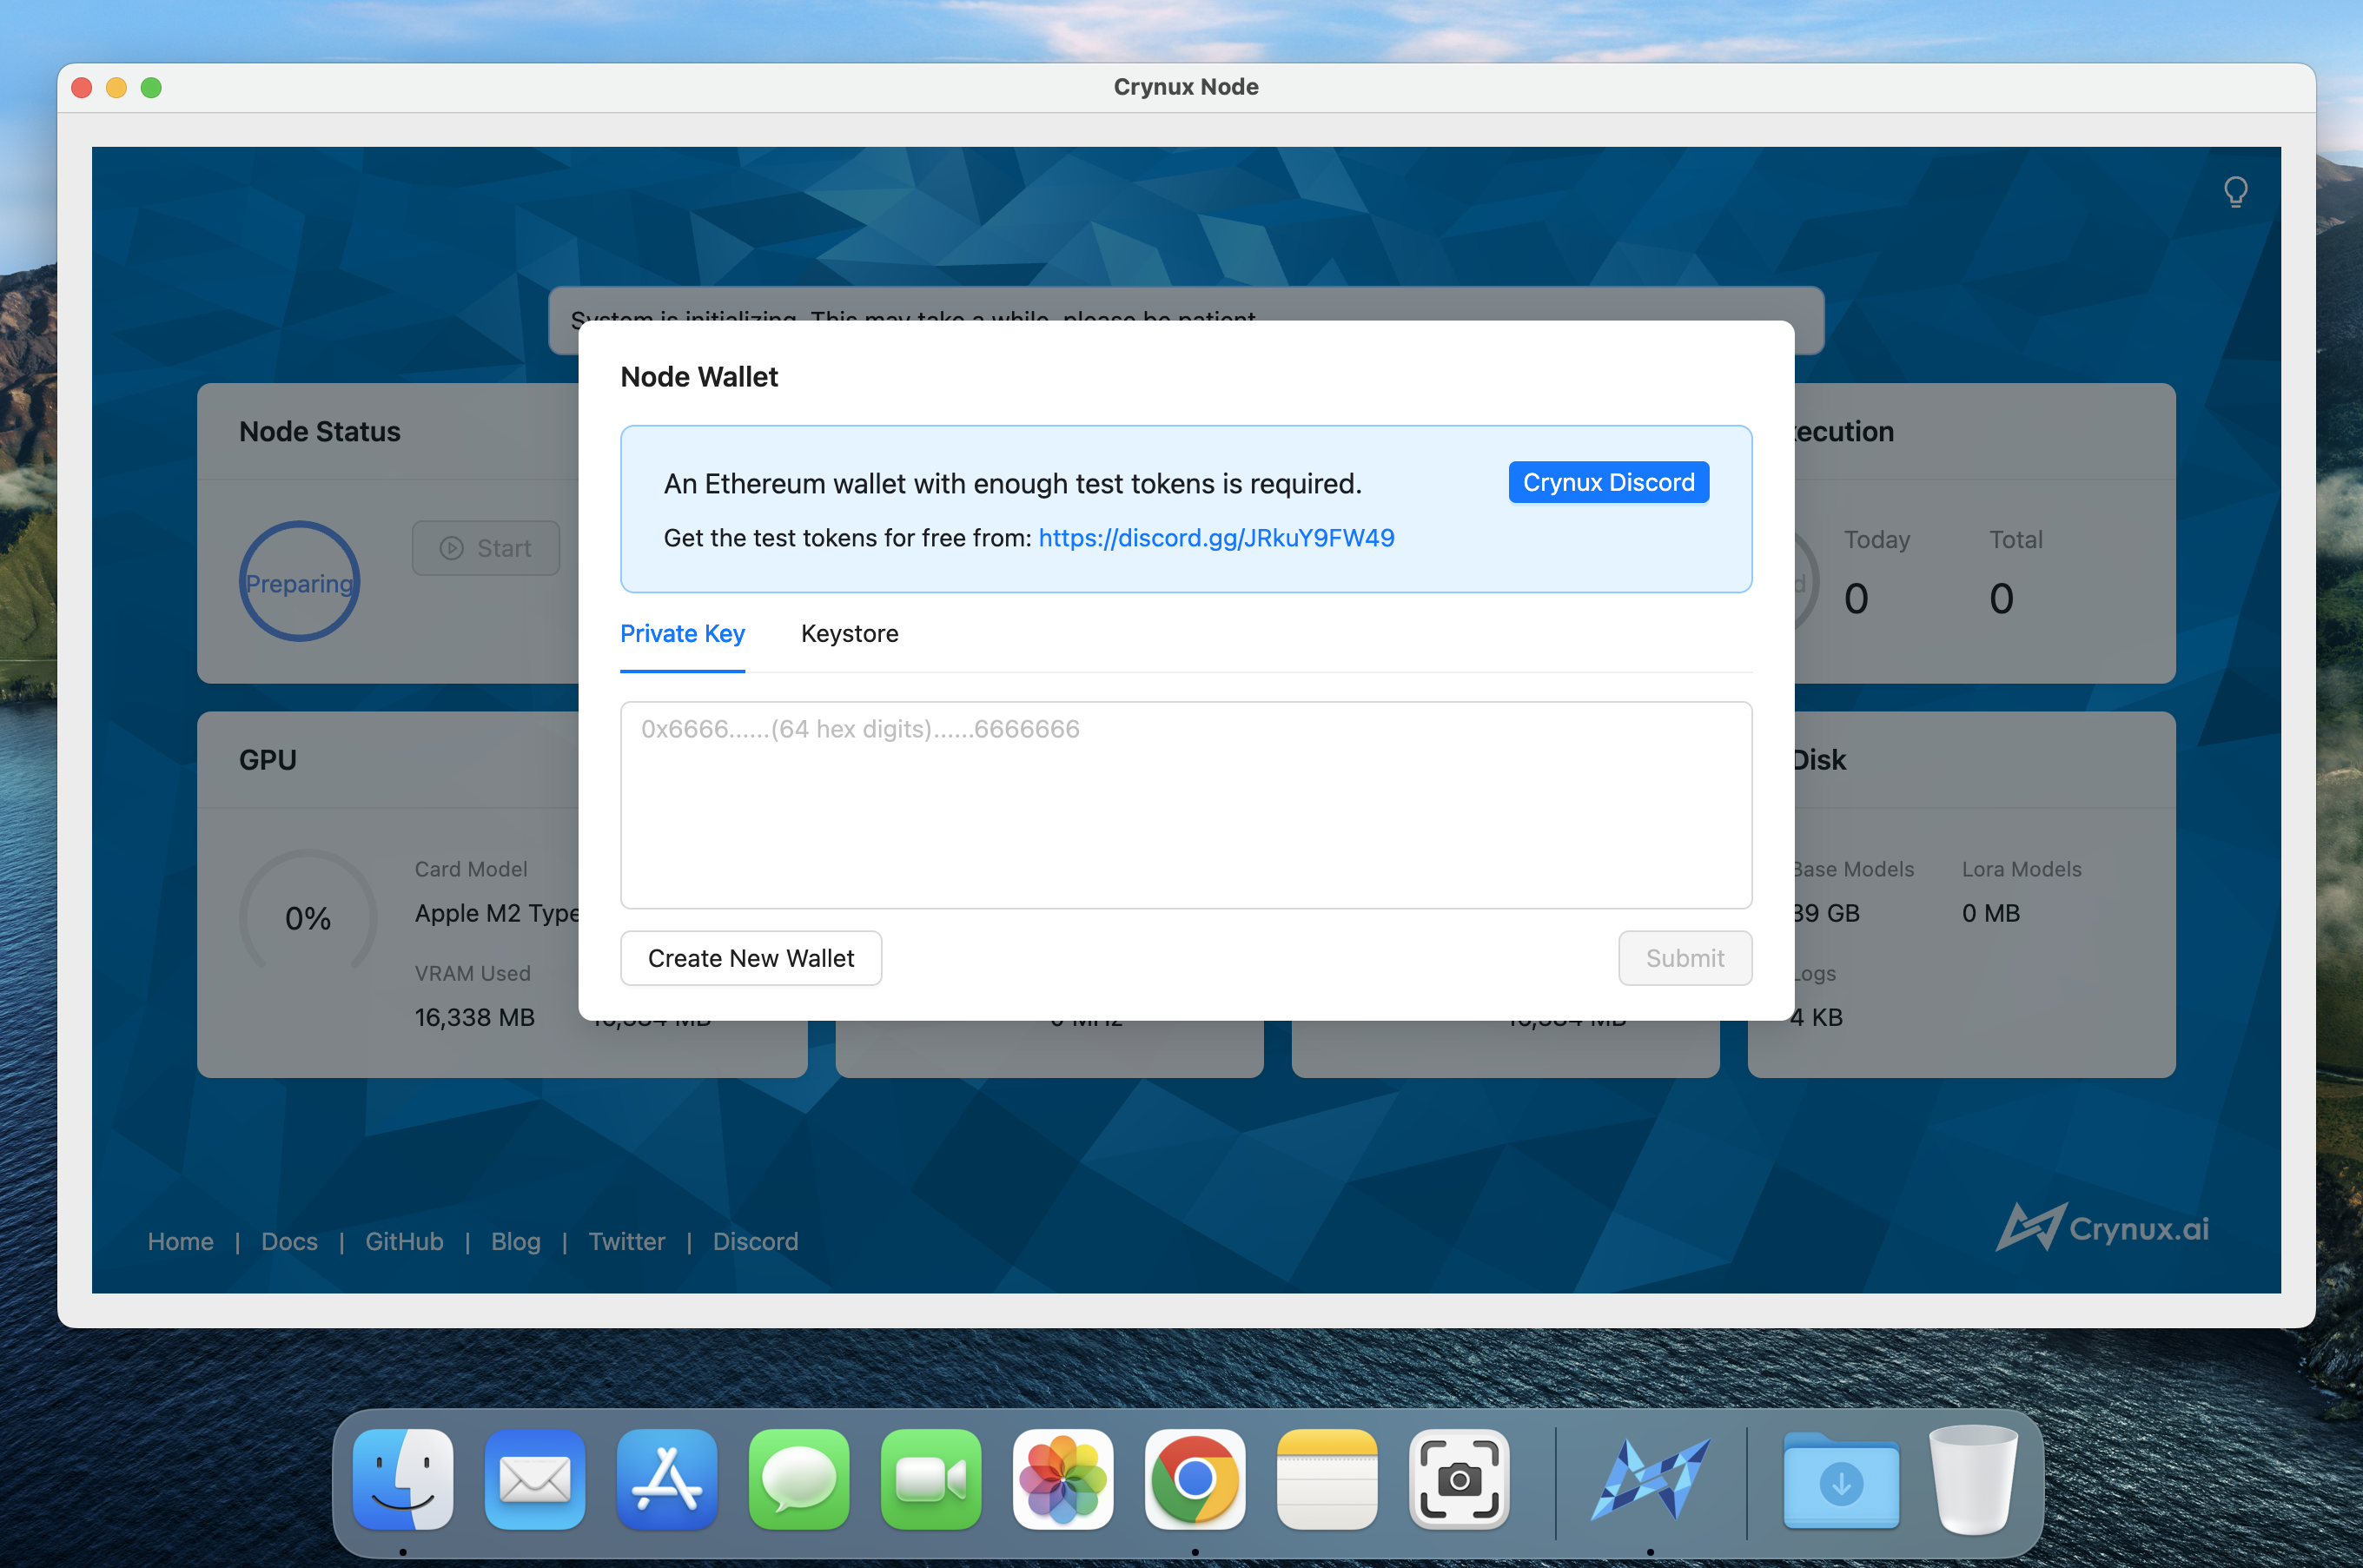 Crynux Node
System is initializing. This may take a while, please be patient
Node Wallet
An Ethereum wallet with enough test tokens is required.
Crynux Discord
Get the test tokens for free from: https://discord.gg/JRkuY9FW49
Private Key
Keystore
0x6666......(64 hex digits)......6666666
Create New Wallet
Submit
Node Status
Preparing
Start
Today
Total
0
0
GPU
0%
Card Model
Apple M2 Type
VRAM Used
16,338 MB
0 MHz
Disk
Base Models
Lora Models
39 GB
0 MB
Logs
4 KB
Home | Docs | GitHub | Blog | Twitter | Discord
Crynux.ai